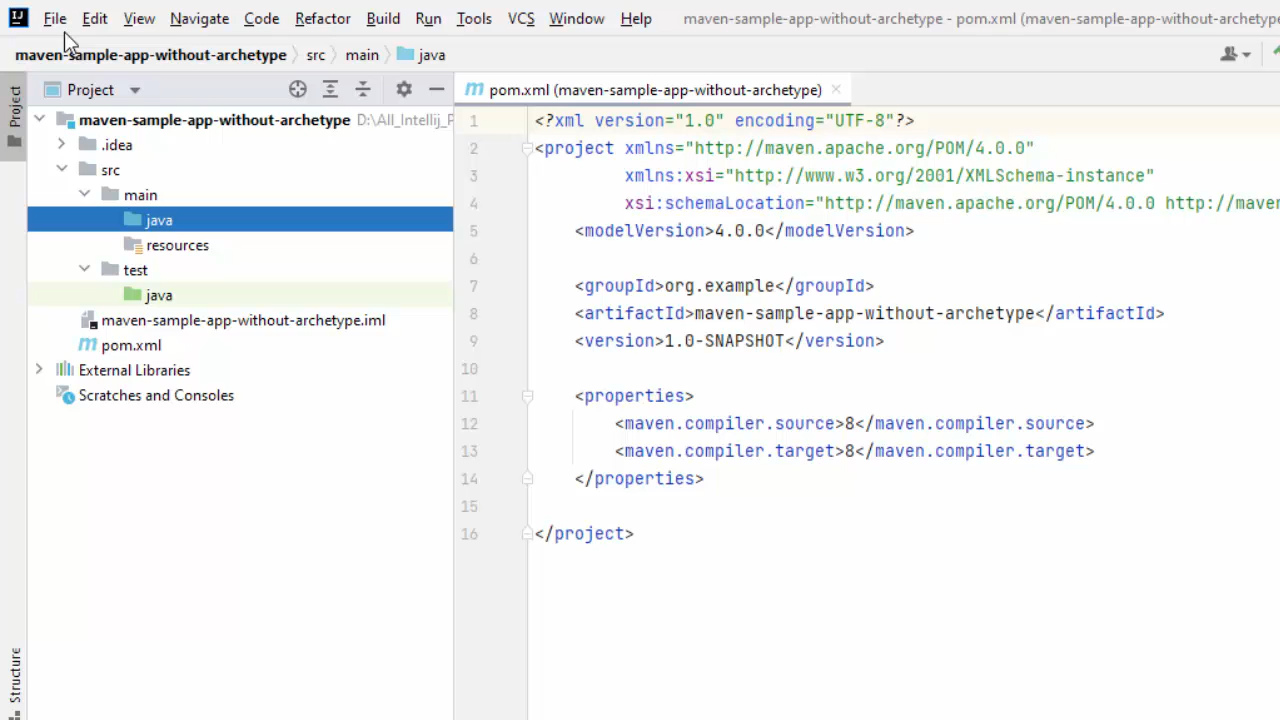 IJ
File Edit View Navigate Code Refactor Build Run Tools VCS Window Help maven-sample-app-without-archetype - pom.xml (maven-sample-app-without-archetype
maven-sample-app-without-archetype src main java
Project
Project
pom.xml (maven-sample-app-without-archetype)
maven-sample-app-without-archetype D:\All_Intellij_P
.idea
src
main
java
resources
test
java
maven-sample-app-without-archetype.iml
pom.xml
External Libraries
Scratches and Consoles
Structure
1 <?xml version="1.0" encoding="UTF-8"?>
2 <project xmlns="http://maven.apache.org/POM/4.0.0"
3 xmlns:xsi="http://www.w3.org/2001/XMLSchema-instance"
4 xsi:schemaLocation="http://maven.apache.org/POM/4.0.0 http://maven
5 <modelVersion>4.0.0</modelVersion>
6
7 <groupId>org.example</groupId>
8 <artifactId>maven-sample-app-without-archetype</artifactId>
9 <version>1.0-SNAPSHOT</version>
10
11 <properties>
12 <maven.compiler.source>8</maven.compiler.source>
13 <maven.compiler.target>8</maven.compiler.target>
14 </properties>
15
16 </project>